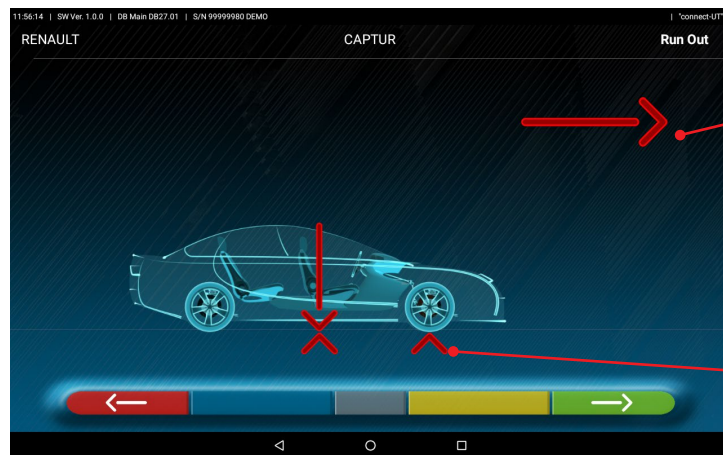 11:56:14 | SW Ver. 1.0.0 | DB Main DB27.01 | S/N 99999980 DEMO | "connect-UT"
RENAULT CAPTUR Run Out